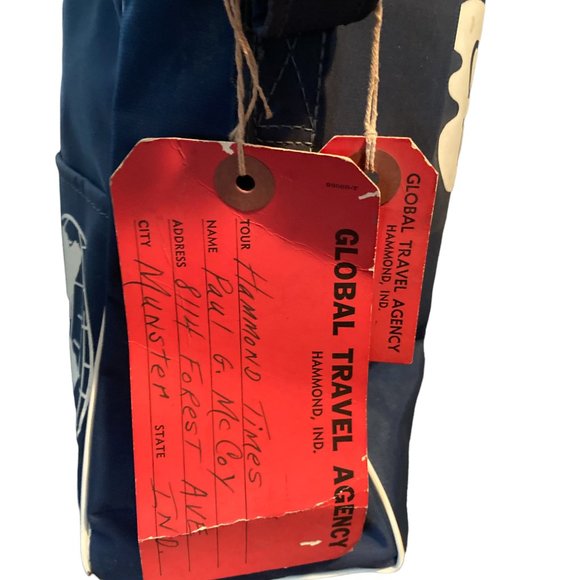 GLOBAL TRAVEL AGENCY
HAMMOND, IND.
TOUR Hammond Times
NAME Paul G. McCoy
ADDRESS 814 Forest Ave
CITY Munster STATE IND.
GLOBAL TRAVEL AGENCY
HAMMOND, IND.